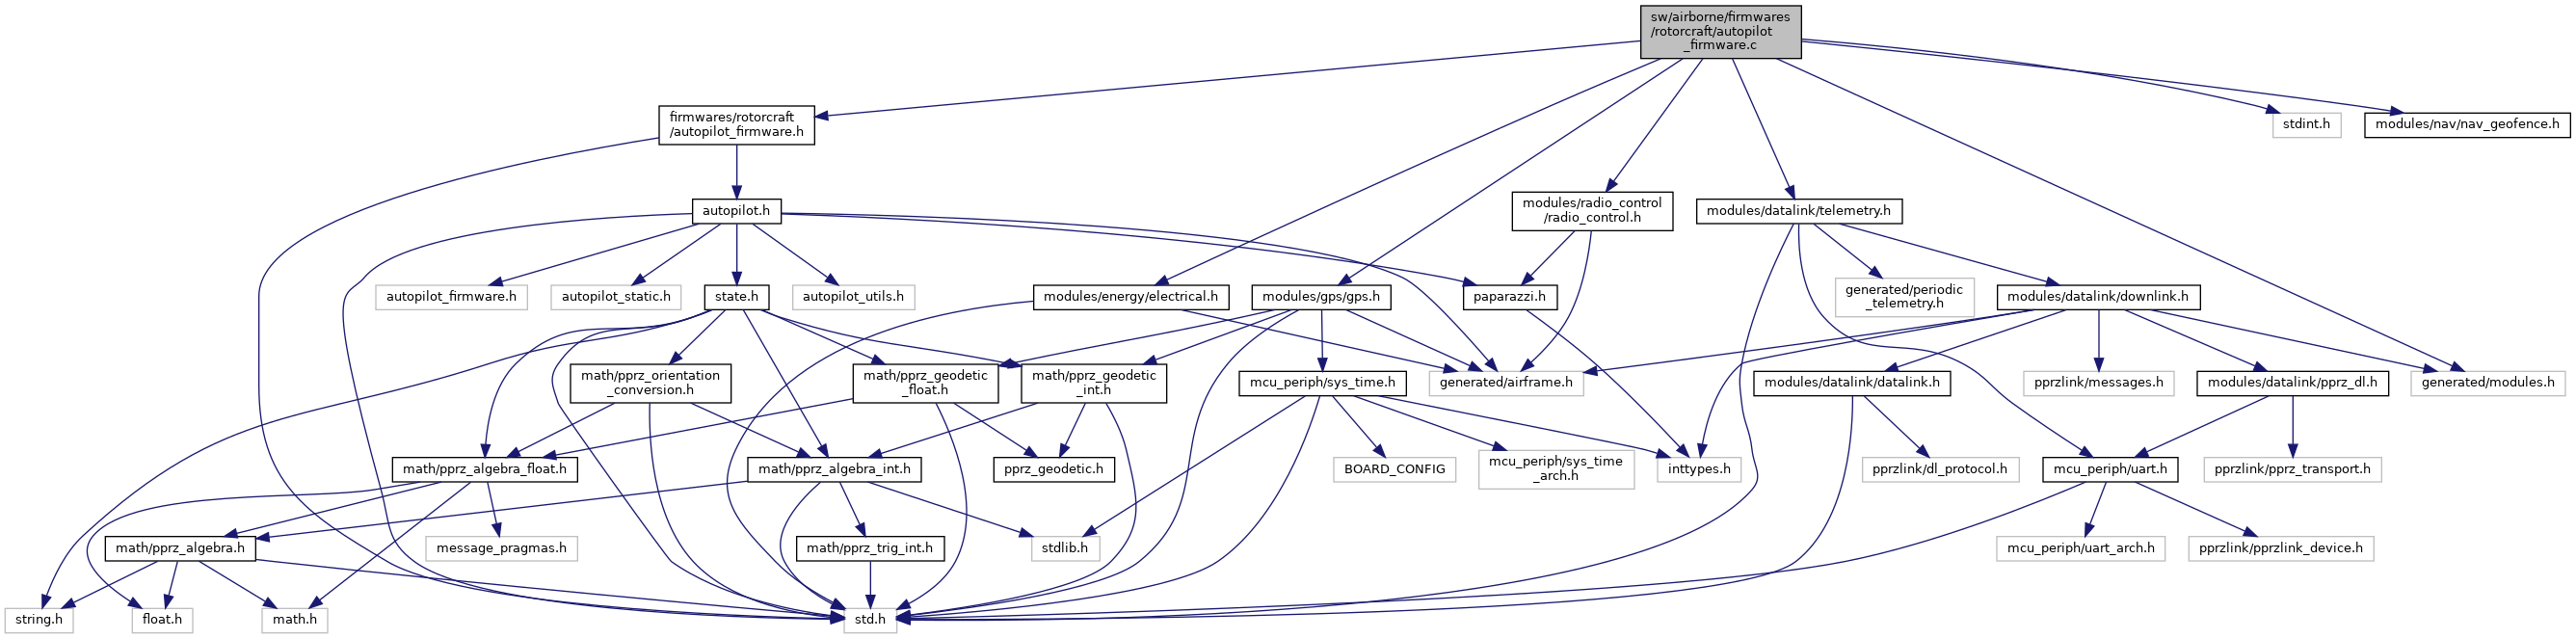 sw/airborne/firmwares
/rotorcraft/autopilot
_firmware.c
firmwares/rotorcraft
/autopilot_firmware.h
stdint.h
modules/nav/nav_geofence.h
autopilot.h
modules/radio_control
/radio_control.h
modules/datalink/telemetry.h
autopilot_firmware.h
autopilot_static.h
state.h
autopilot_utils.h
modules/energy/electrical.h
modules/gps/gps.h
paparazzi.h
generated/periodic
_telemetry.h
modules/datalink/downlink.h
math/pprz_orientation
_conversion.h
math/pprz_geodetic
_float.h
math/pprz_geodetic
_int.h
mcu_periph/sys_time.h
generated/airframe.h
modules/datalink/datalink.h
pprzlink/messages.h
modules/datalink/pprz_dl.h
generated/modules.h
math/pprz_algebra_float.h
math/pprz_algebra_int.h
pprz_geodetic.h
BOARD_CONFIG
mcu_periph/sys_time
_arch.h
inttypes.h
pprzlink/dl_protocol.h
mcu_periph/uart.h
pprzlink/pprz_transport.h
math/pprz_algebra.h
message_pragmas.h
math/pprz_trig_int.h
stdlib.h
mcu_periph/uart_arch.h
pprzlink/pprzlink_device.h
string.h
float.h
math.h
std.h